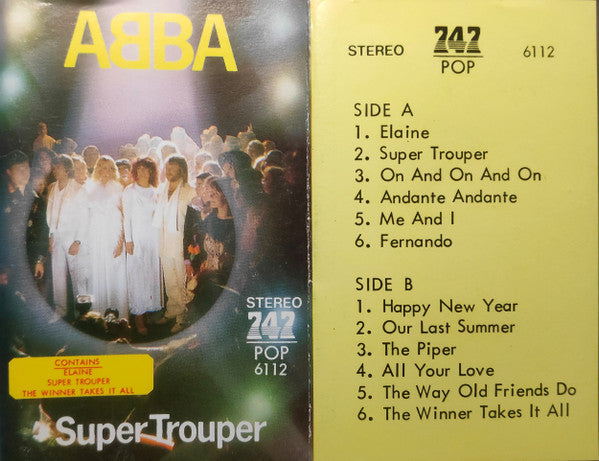 ABBA
STEREO
747
POP
6112
CONTAINS
ELAINE
SUPER TROUPER
THE WINNER TAKES IT ALL
Super Trouper
STEREO 747 6112
POP
SIDE A
1. Elaine
2. Super Trouper
3. On And On And On
4. Andante Andante
5. Me And I
6. Fernando
SIDE B
1. Happy New Year
2. Our Last Summer
3. The Piper
4. All Your Love
5. The Way Old Friends Do
6. The Winner Takes It All